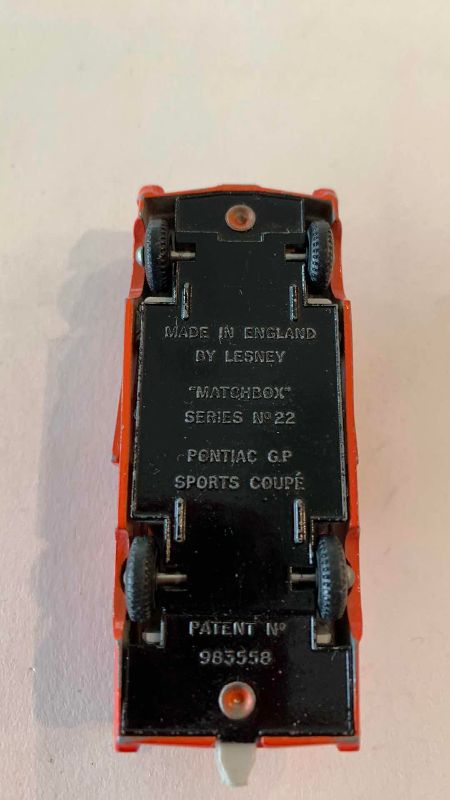 MADE IN ENGLAND
BY LESNEY
"MATCHBOX"
SERIES Nº 22
PONTIAC G.P
SPORTS COUPÉ
PATENT Nº
983558